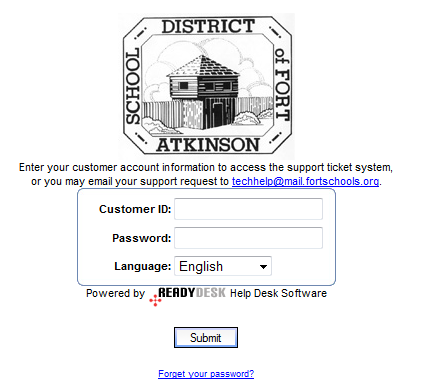 SCHOOL DISTRICT of FORT
ATKINSON
Enter your customer account information to access the support ticket system,
or you may email your support request to techhelp@mail.fortschools.org.
Customer ID:
Password:
Language: English
Powered by READYDESK Help Desk Software
Submit
Forget your password?